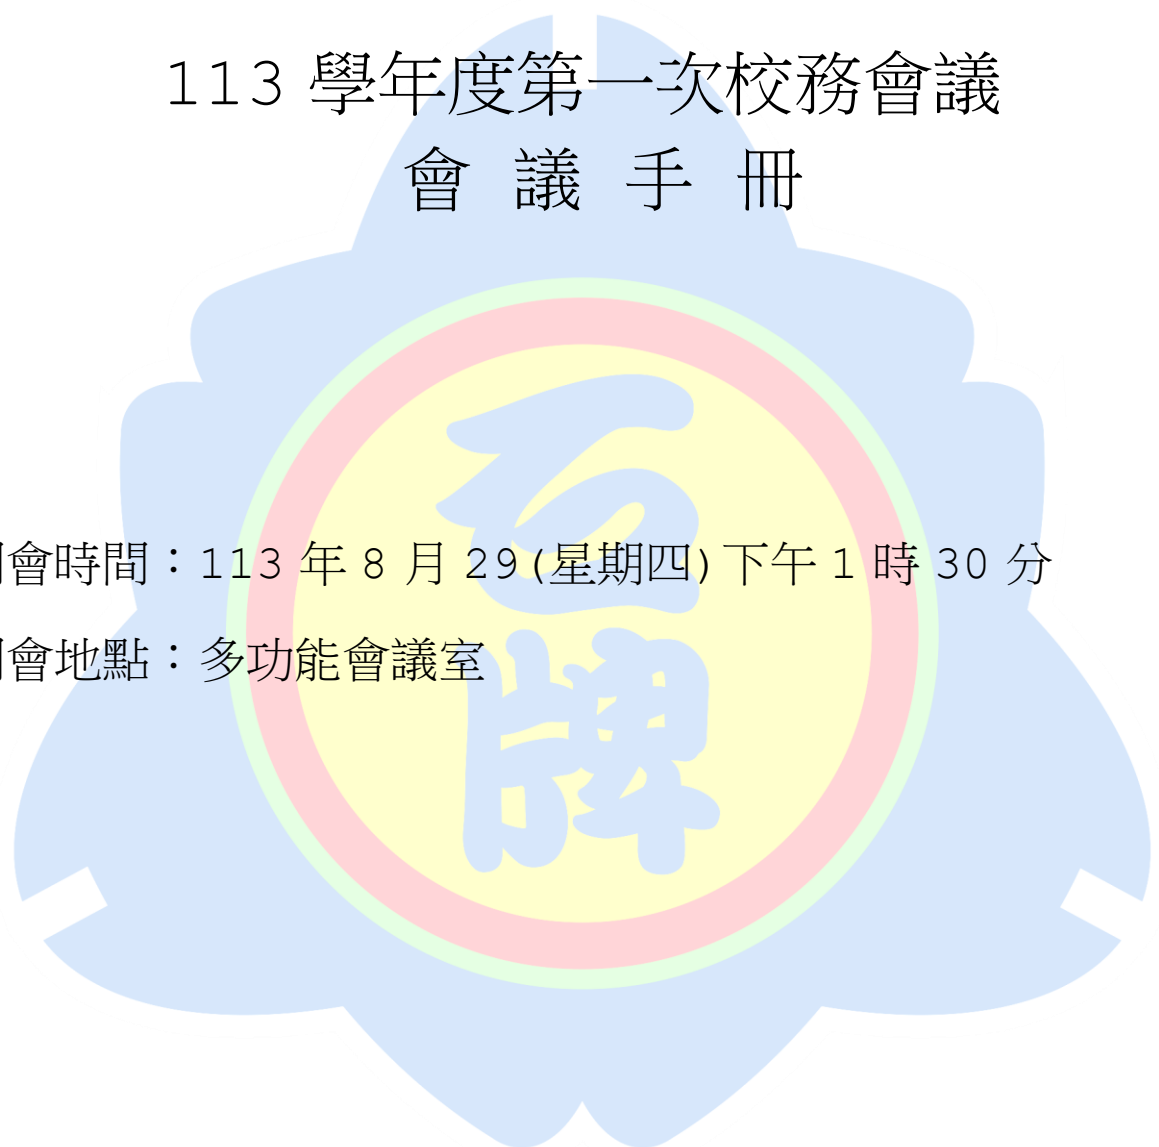 113 學年度第一次校務會議
會 議 手 冊
會時間：113 年 8 月 29(星期四)下午 1 時 30 分
會地點：多功能會議室
石牌